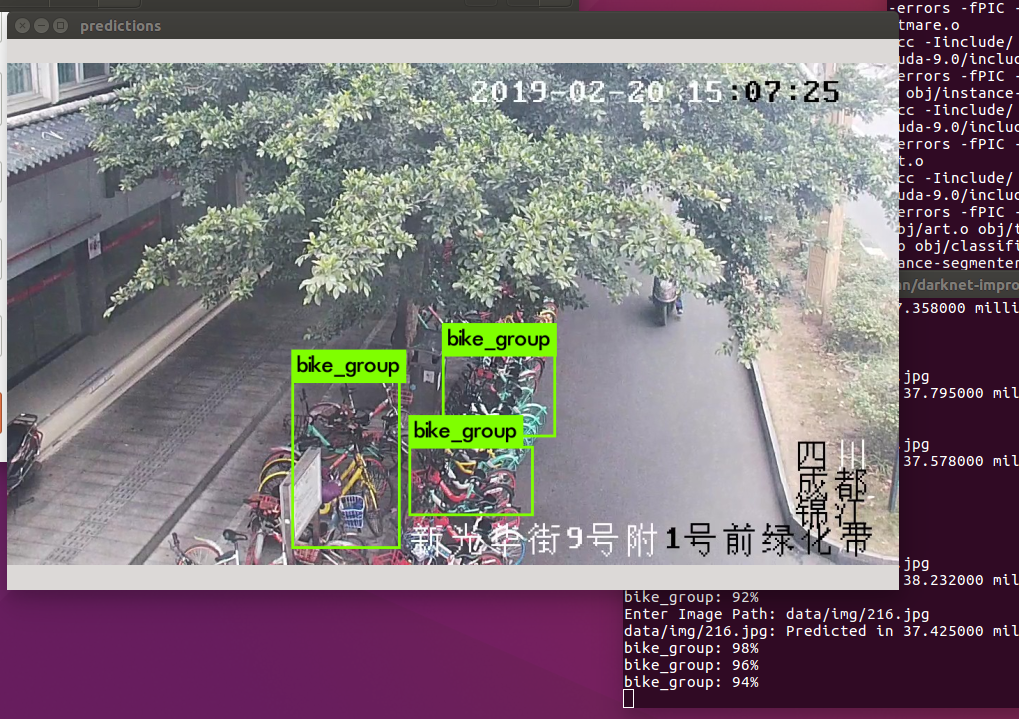 predictions
2019-02-20 15:07:25
bike_group
bike_group
bike_group
四川
成都
锦江
新光华街9号附1号前绿化带
-errors -fPIC -
tmare.o
cc -Iinclude/
uda-9.0/includ
errors -fPIC -
obj/instance-
cc -Iinclude/
uda-9.0/includ
errors -fPIC -
t.o
cc -Iinclude/
uda-9.0/includ
errors -fPIC -
bj/art.o obj/t
o obj/classifi
ance-segmenter
an/darknet-impro
7.358000 milli
jpg
37.795000 mil
jpg
37.578000 mil
jpg
38.232000 mil
bike_group: 92%
Enter Image Path: data/img/216.jpg
data/img/216.jpg: Predicted in 37.425000 mil
bike_group: 98%
bike_group: 96%
bike_group: 94%